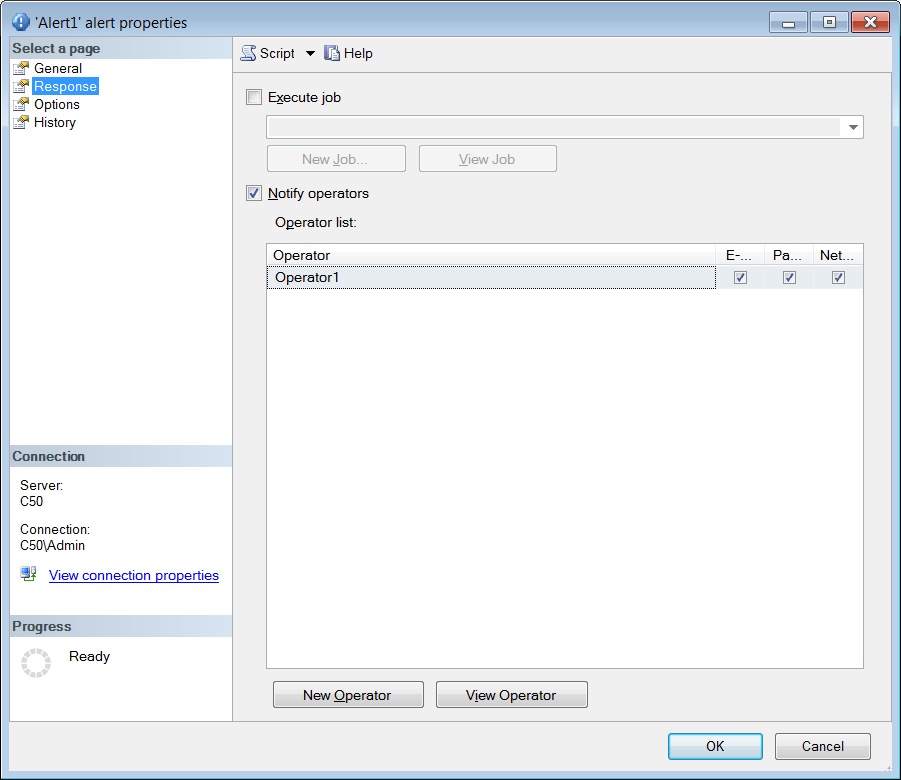 'Alert1' alert properties
Select a page
General
Response
Options
History
Script
Help
Execute job
New Job...
View Job
Notify operators
Operator list:
Operator E-... Pa... Net...
Operator1
Connection
Server:
C50
Connection:
C50\Admin
View connection properties
Progress
Ready
New Operator
View Operator
OK
Cancel